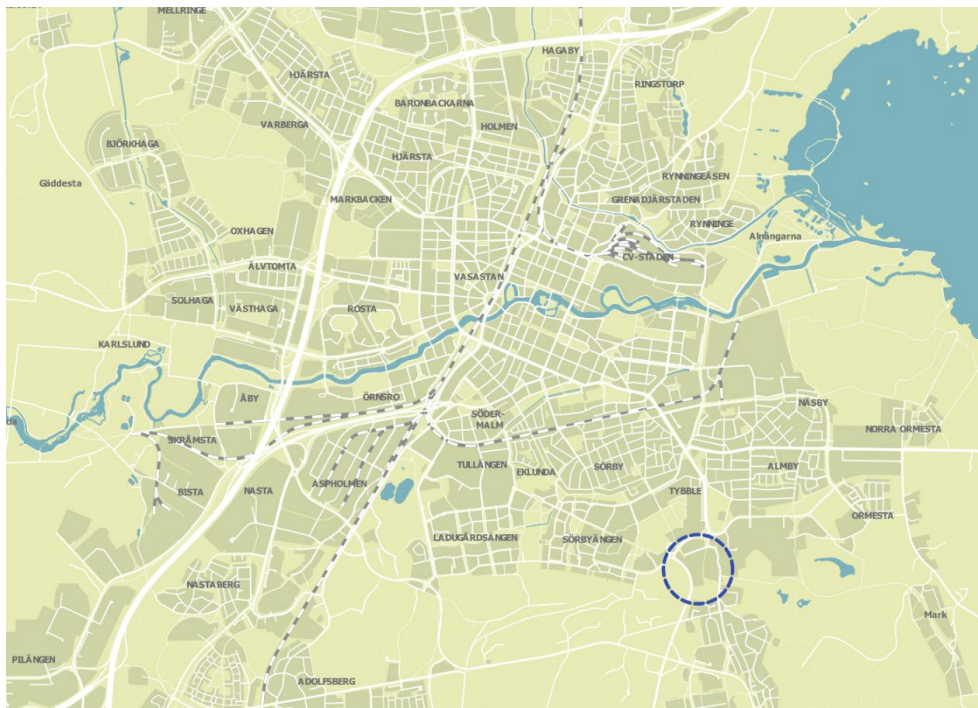 MELLRINGE
HAGABY
HJÄRSTA
RINGSTORP
BARONBACKARNA
VARBERGA
HOLMEN
BJÖRKHAGA
HJÄRSTA
RYNNINGEÅSEN
Gäddesta
MARKBACKEN
GRENADJÄRSTADEN
RYNNINGE
OXHAGEN
Alnängarna
CV-STADEN
ÄLVTOMTA
VASASTAN
SOLHAGA
VÄSTHAGA
ROSTA
KARLSLUND
ÅBY
ÖRNSRO
NÄSBY
SÖDER-
MALM
NORRA ORMESTA
SKRÄMSTA
TULLÄNGEN
EKLUNDA
SÖRBY
ALMBY
NASTA
ASPHOLMEN
BISTA
TYBBLE
ORMESTA
LADUGÅRDSÄNGEN
SÖRBYÄNGEN
NASTABERG
Mark
PILÄNGEN
ADOLFSBERG